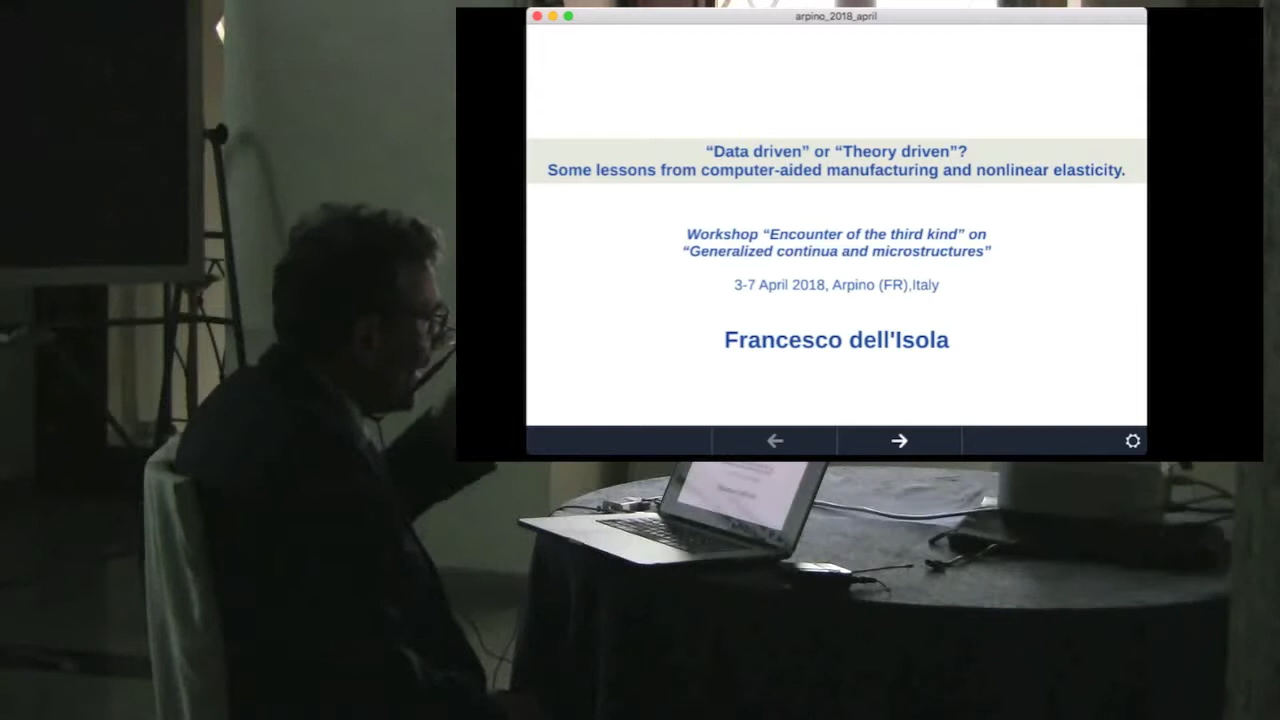 arpino_2018_april
“Data driven” or “Theory driven”?
Some lessons from computer-aided manufacturing and nonlinear elasticity.
Workshop “Encounter of the third kind” on
“Generalized continua and microstructures”
3-7 April 2018, Arpino (FR),Italy
Francesco dell'Isola